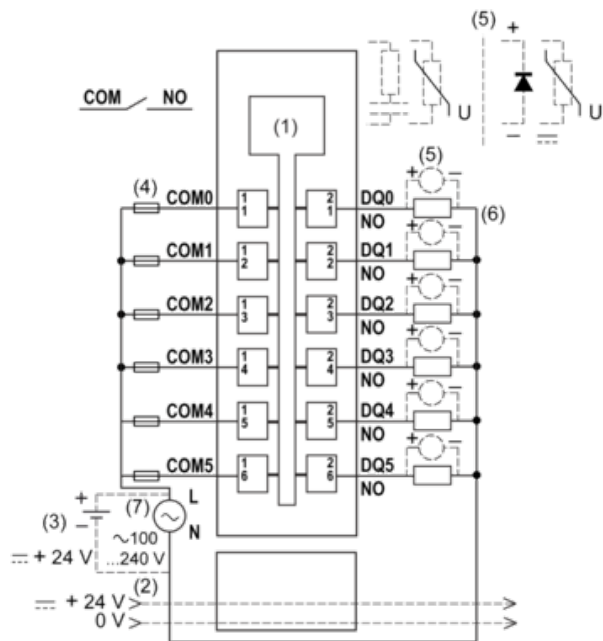 (5)
+
COM NO
U
U
–
(1)
(5)
(4) COM0 1 1 2 1 DQ0 + –
NO (6)
COM1 1 2 2 2 DQ1 + –
NO
COM2 1 3 2 3 DQ2 + –
NO
COM3 1 4 2 4 DQ3 + –
NO
COM4 1 5 2 5 DQ4 + –
NO
COM5 1 6 2 6 DQ5 + –
NO
+ (7) L
(3)
– N
~100
...240 V
+ 24 V
(2)
+ 24 V
0 V